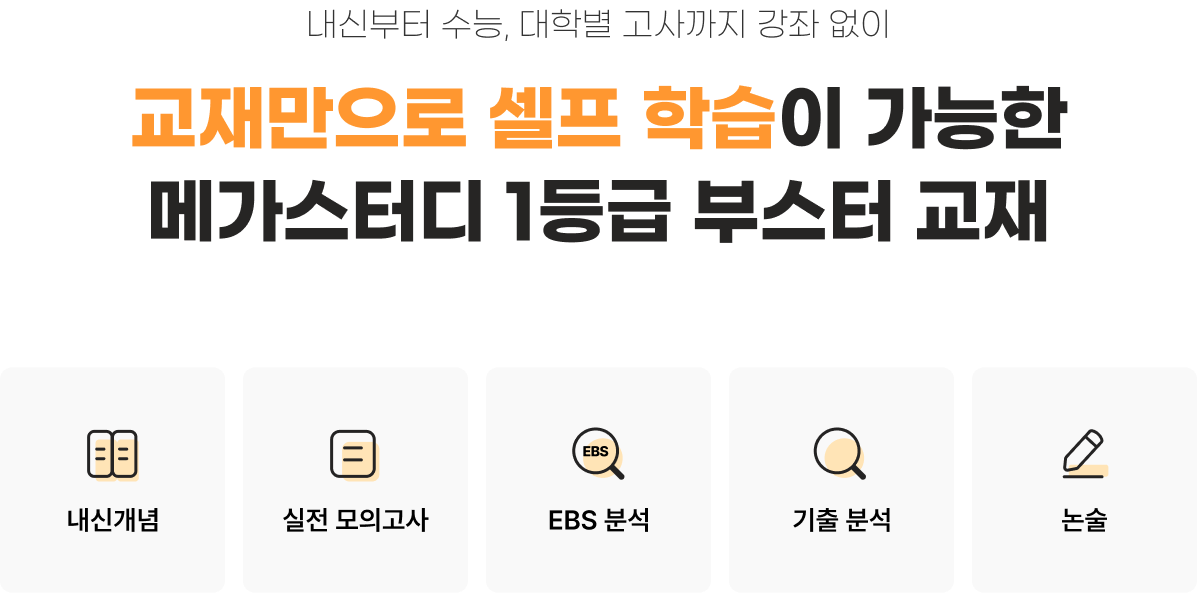 내신부터 수능, 대학별 고사까지 강좌 없이
교재만으로 셀프 학습이 가능한
메가스터디 1등급 부스터 교재
내신개념
실전 모의고사
EBS
EBS 분석
기출 분석
논술